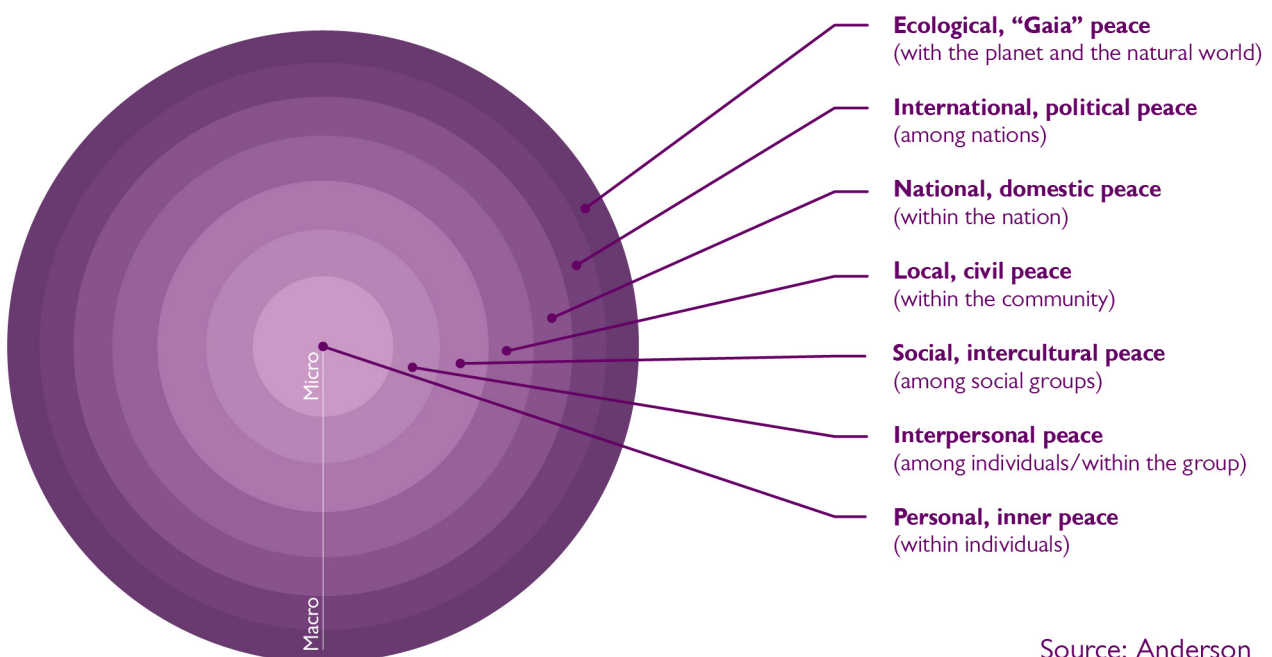 Ecological, “Gaia” peace
(with the planet and the natural world)
International, political peace
(among nations)
National, domestic peace
(within the nation)
Local, civil peace
(within the community)
Social, intercultural peace
(among social groups)
Interpersonal peace
(among individuals/within the group)
Personal, inner peace
(within individuals)
Micro
Macro
Source: Anderson